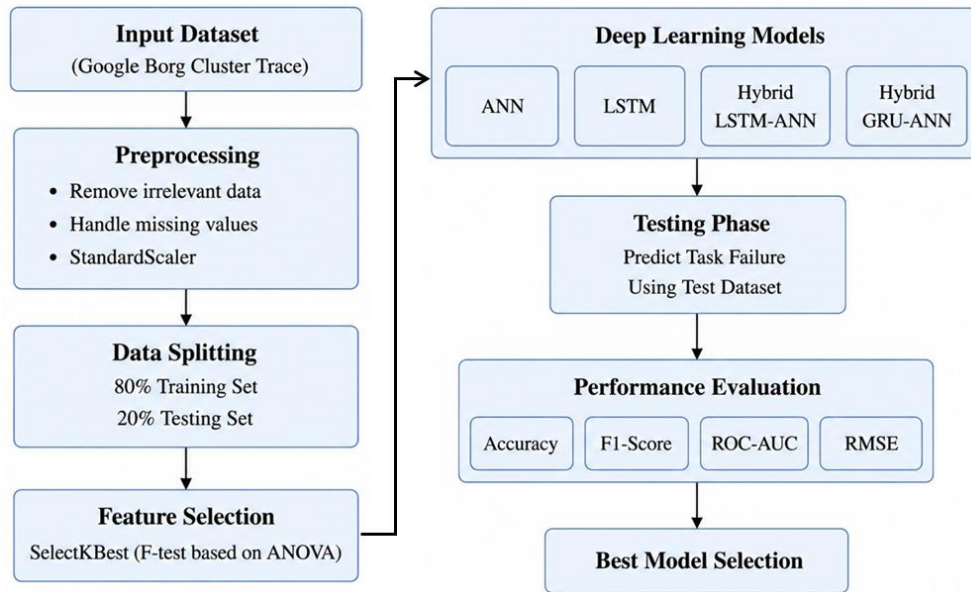 Input Dataset
(Google Borg Cluster Trace)
Preprocessing
• Remove irrelevant data
• Handle missing values
• StandardScaler
Data Splitting
80% Training Set
20% Testing Set
Feature Selection
SelectKBest (F-test based on ANOVA)
Deep Learning Models
ANN
LSTM
Hybrid
LSTM-ANN
Hybrid
GRU-ANN
Testing Phase
Predict Task Failure
Using Test Dataset
Performance Evaluation
Accuracy
F1-Score
ROC-AUC
RMSE
Best Model Selection